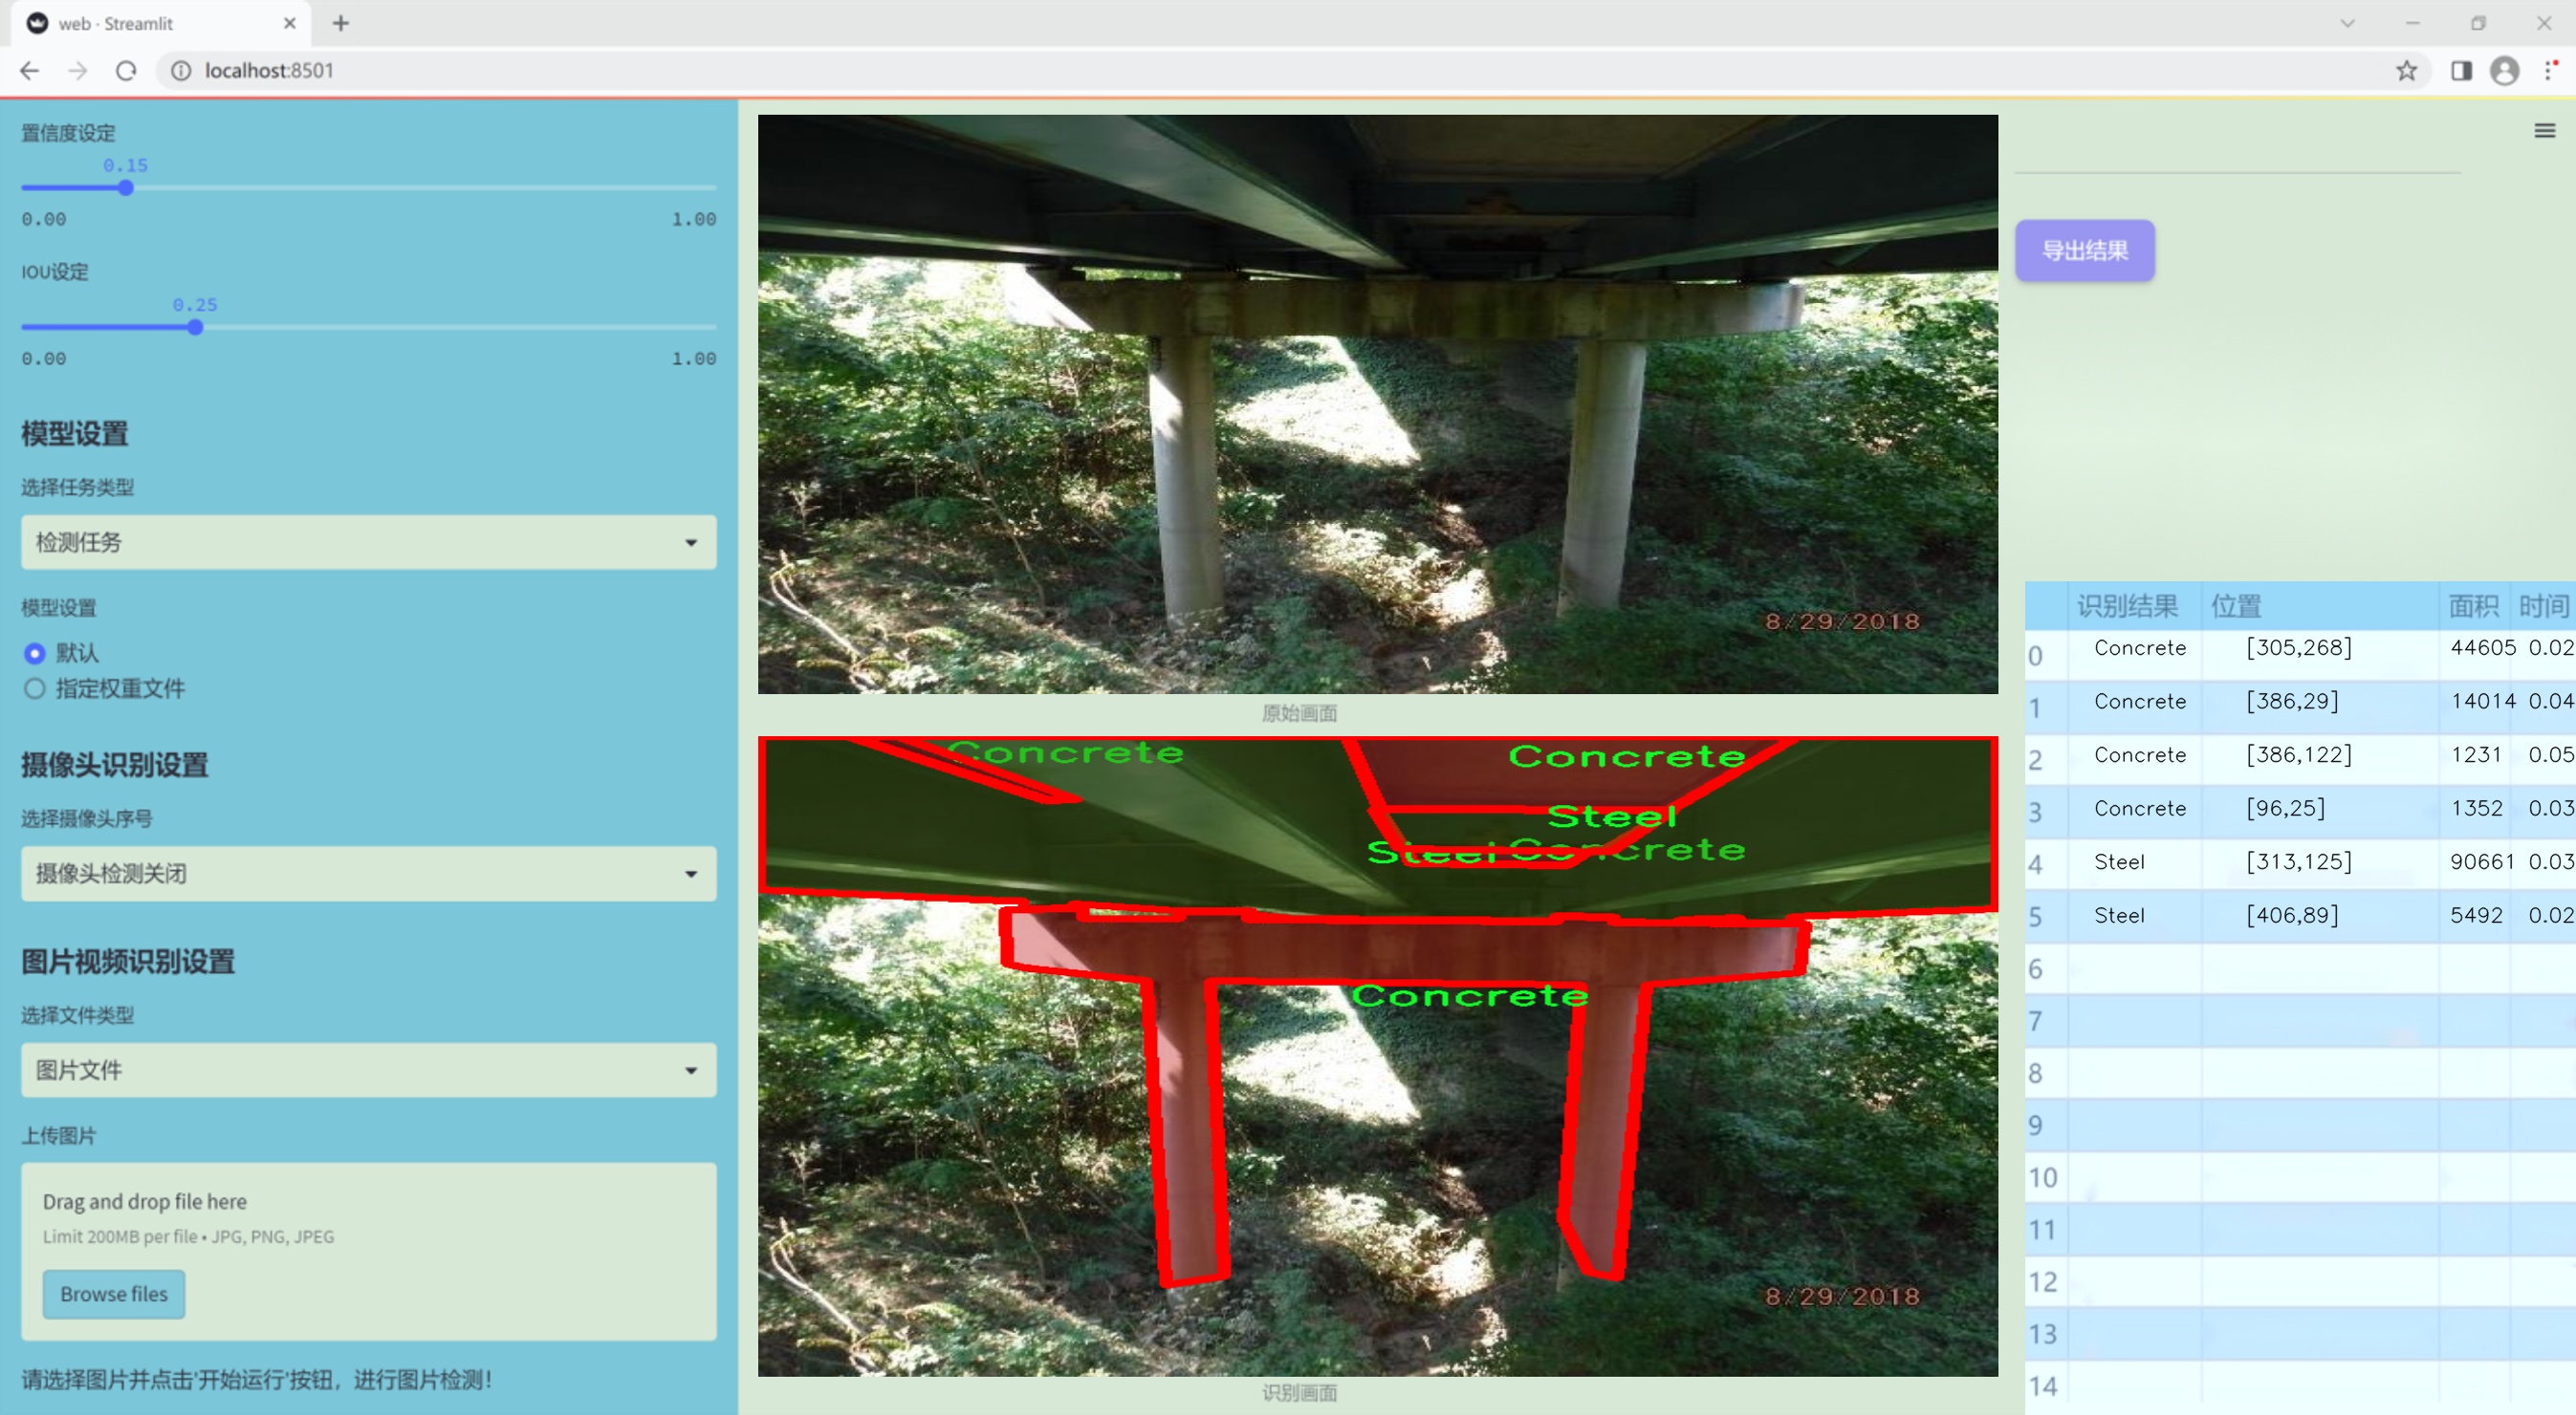 web · Streamlit
localhost:8501
置信度设定
0.15
0.00 1.00
IOU设定
0.25
0.00 1.00
模型设置
选择任务类型
检测任务
模型设置
默认
指定权重文件
摄像头识别设置
选择摄像头序号
摄像头检测关闭
图片视频识别设置
选择文件类型
图片文件
上传图片
Drag and drop file here
Limit 200MB per file • JPG, PNG, JPEG
Browse files
请选择图片并点击'开始运行'按钮，进行图片检测!
8/29/2018
原始画面
Concrete Concrete
Steel
Steel Concrete
Concrete
8/29/2018
识别画面
导出结果
识别结果 位置 面积 时间
0 Concrete [305,268] 44605 0.02
1 Concrete [386,29] 14014 0.04
2 Concrete [386,122] 1231 0.05
3 Concrete [96,25] 1352 0.03
4 Steel [313,125] 90661 0.03
5 Steel [406,89] 5492 0.02
6
7
8
9
10
11
12
13
14